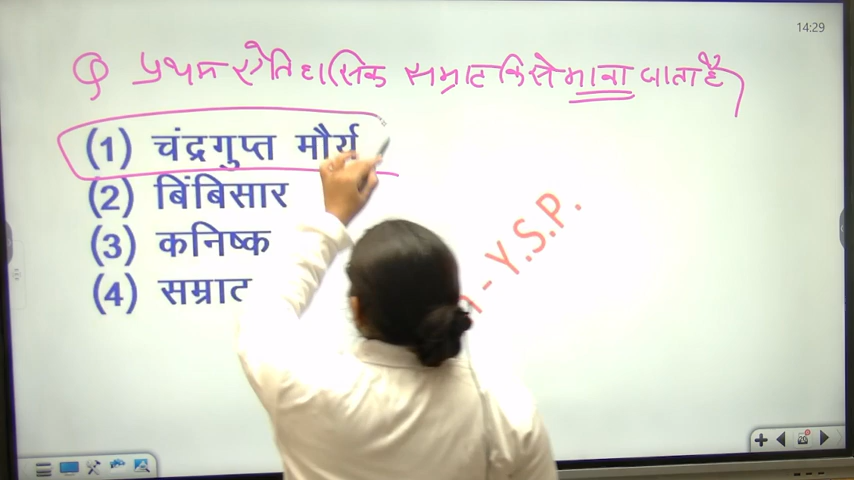 14:29
Q प्रथम ऐतिहासिक सम्राट किसे माना जाता है
(1) चंद्रगुप्त मौर्य
(2) बिंबिसार
(3) कनिष्क
(4) सम्राट
- Y.S.P.